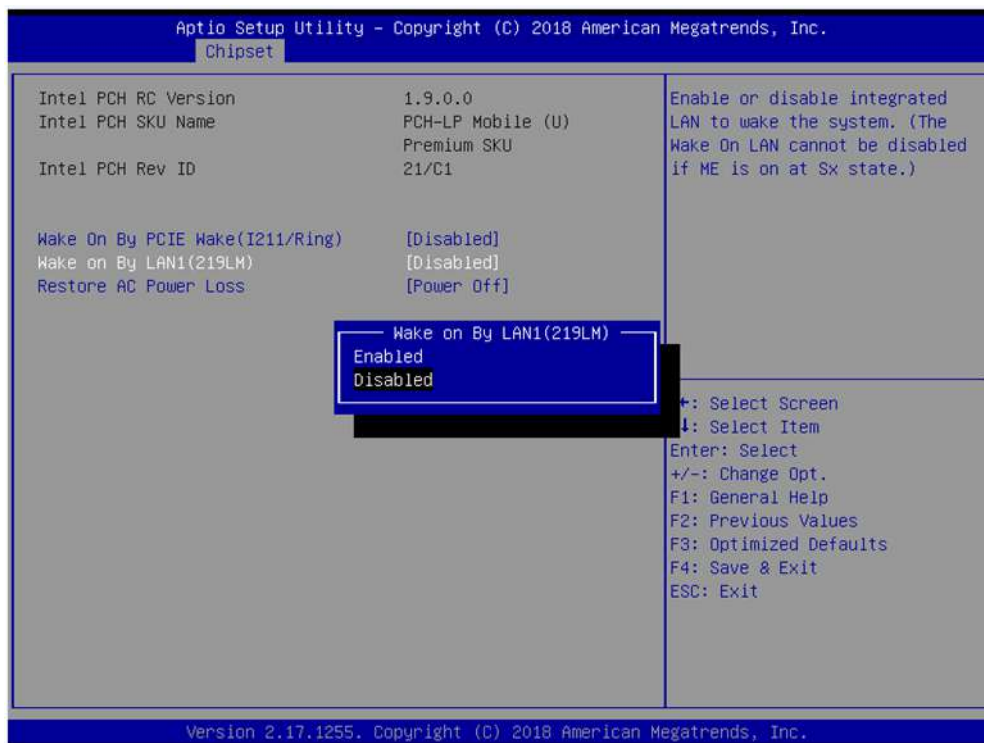 Aptio Setup Utility – Copyright (C) 2018 American Megatrends, Inc.
Chipset
Intel PCH RC Version 1.9.0.0
Intel PCH SKU Name PCH-LP Mobile (U)
Premium SKU
Intel PCH Rev ID 21/C1
Wake On By PCIE Wake(I211/Ring) [Disabled]
Wake on By LAN1(219LM) [Disabled]
Restore AC Power Loss [Power Off]
Wake on By LAN1(219LM)
Enabled
Disabled
Enable or disable integrated
LAN to wake the system. (The
Wake On LAN cannot be disabled
if ME is on at Sx state.)
←: Select Screen
↓: Select Item
Enter: Select
+/-: Change Opt.
F1: General Help
F2: Previous Values
F3: Optimized Defaults
F4: Save & Exit
ESC: Exit
Version 2.17.1255. Copyright (C) 2018 American Megatrends, Inc.